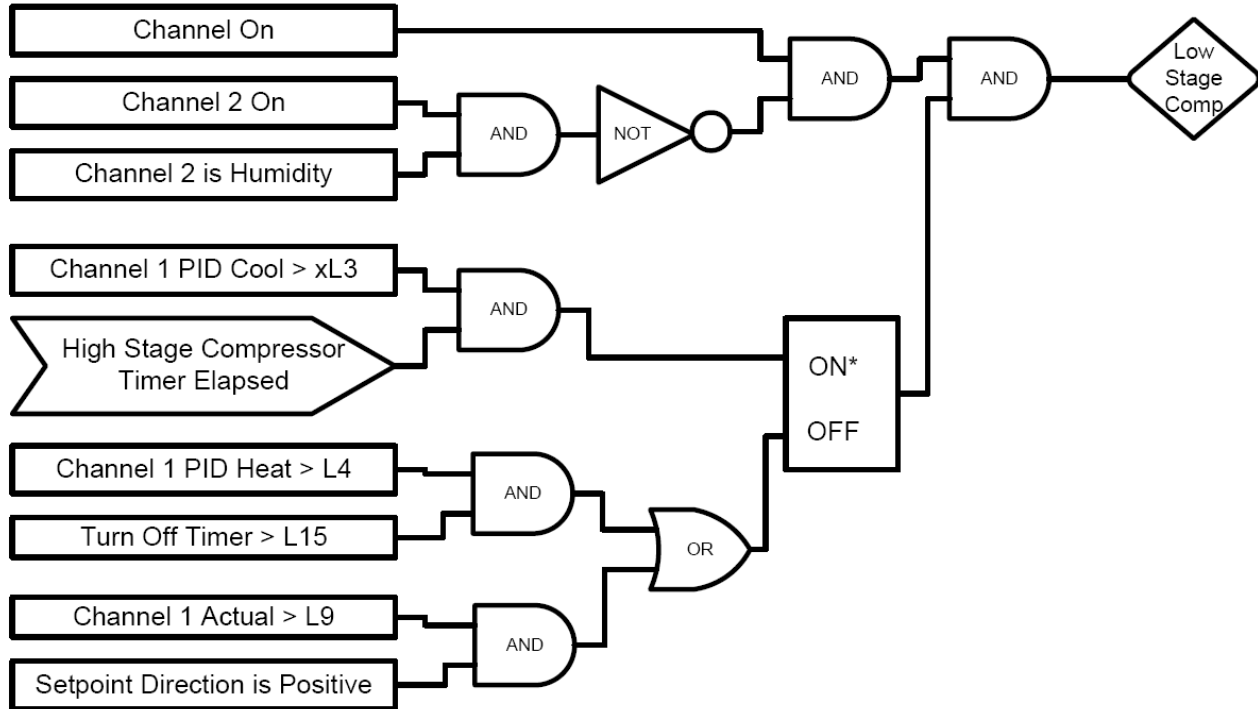 Channel On
Channel 2 On
Channel 2 is Humidity
AND
NOT
AND
AND
Low
Stage
Comp
Channel 1 PID Cool > xL3
High Stage Compressor
Timer Elapsed
AND
ON*
OFF
Channel 1 PID Heat > L4
Turn Off Timer > L15
AND
OR
Channel 1 Actual > L9
Setpoint Direction is Positive
AND